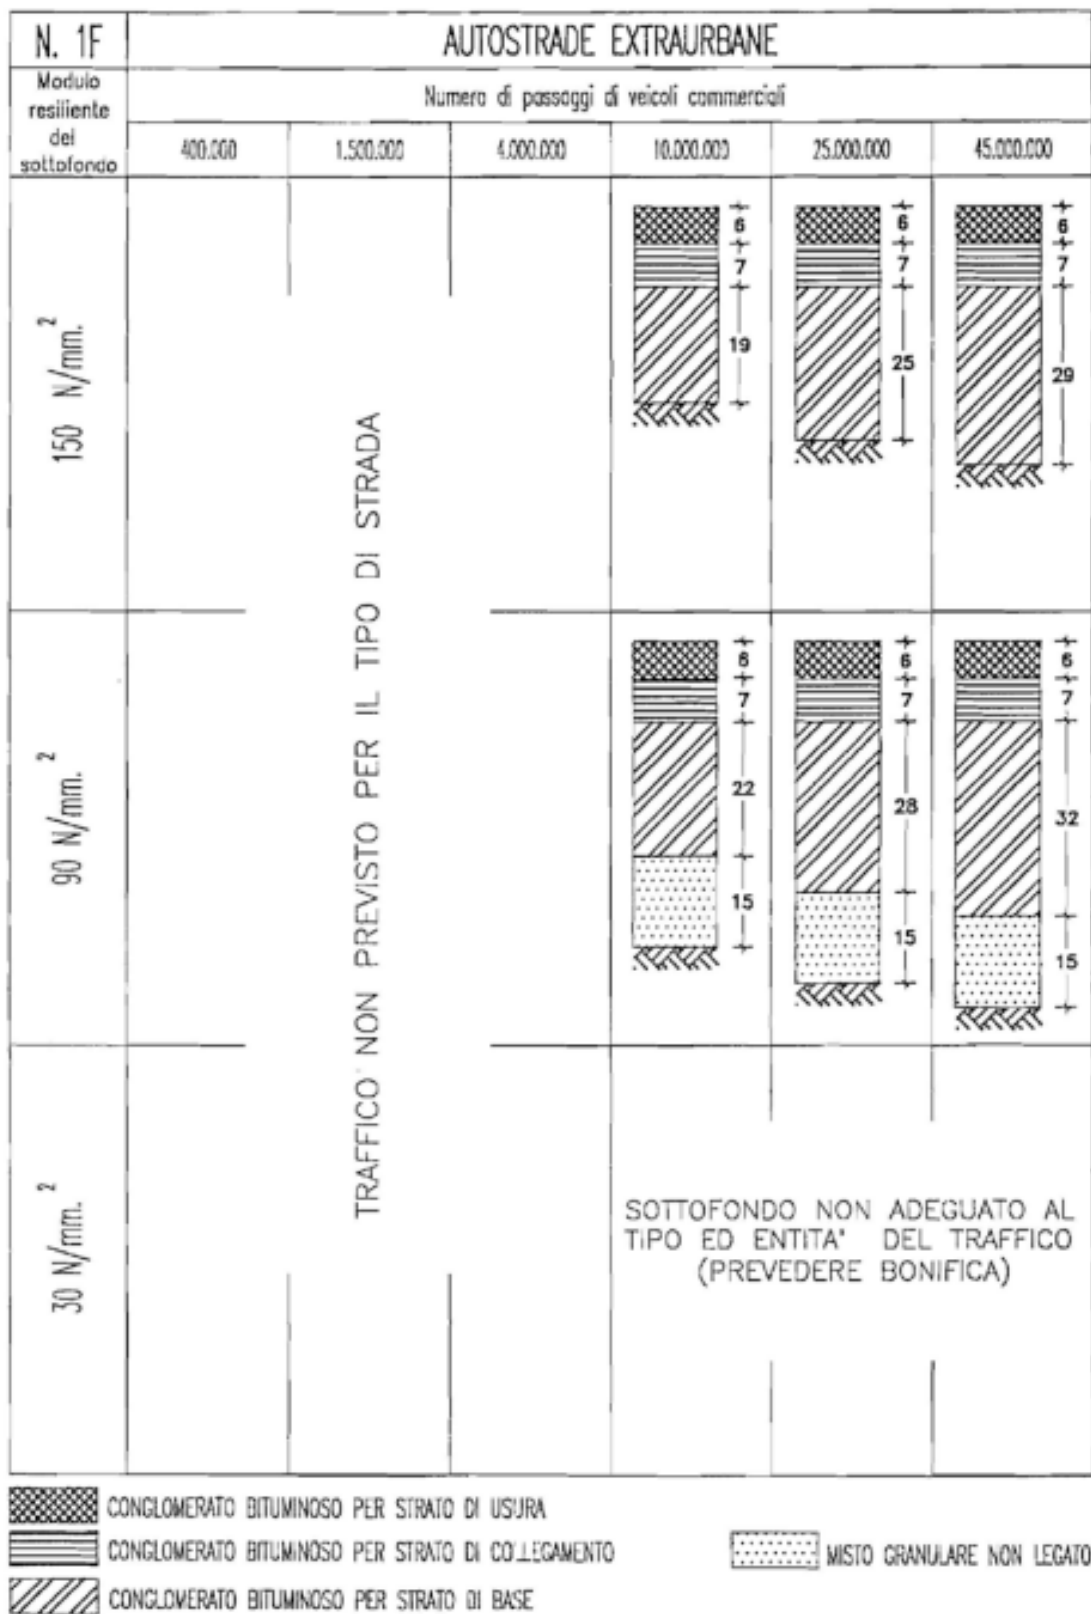 N. 1F
AUTOSTRADE EXTRAURBANE
Modulo
resiliente
del
sottofondo
Numero di passaggi di veicoli commerciali
400.000
1.500.000
4.000.000
10.000.000
25.000.000
45.000.000
150 N/mm.²
6
7
19
6
7
25
6
7
29
TRAFFICO NON PREVISTO PER IL TIPO DI STRADA
90 N/mm.²
6
7
22
15
6
7
28
15
6
7
32
15
30 N/mm.²
SOTTOFONDO NON ADEGUATO AL
TIPO ED ENTITA' DEL TRAFFICO
(PREVEDERE BONIFICA)
CONGLOMERATO BITUMINOSO PER STRATO DI USURA
CONGLOMERATO BITUMINOSO PER STRATO DI COLLEGAMENTO
MISTO GRANULARE NON LEGATO
CONGLOMERATO BITUMINOSO PER STRATO DI BASE